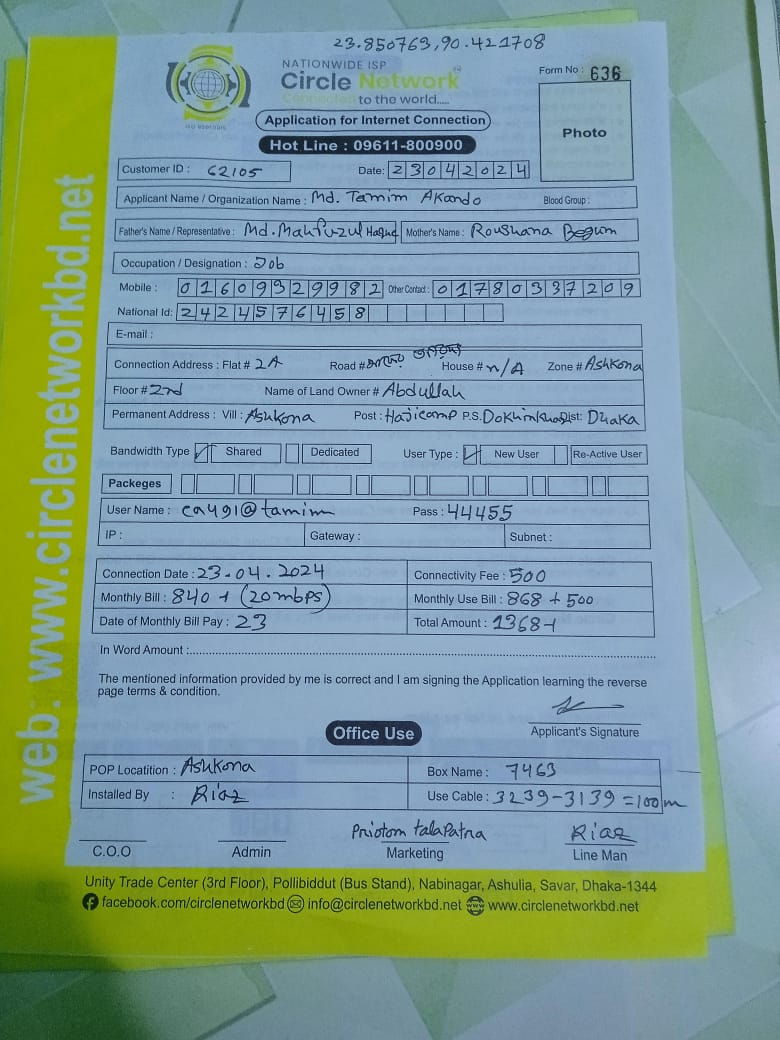 23.850763,90.421708
NATIONWIDE ISP
Circle Network
Connected to the world.....
Form No : 636
Application for Internet Connection
Hot Line : 09611-800900
Photo
Customer ID : 62105 Date: 23042024
Applicant Name / Organization Name : Md. Tamim Akando Blood Group :
Father's Name / Representative : Md. Mahfuzul Haque Mother's Name : Roushana Begum
Occupation / Designation : Job
Mobile : 01609329982 Other Contact : 01780337209
National Id: 2424576458
E-mail :
Connection Address : Flat # 2A Road # House # n/A Zone # Ashkona
Floor # 2nd Name of Land Owner # Abdullah
Permanent Address : Vill : Ashkona Post : Hajicamp P.S. Dokhinkhan Dist: Dhaka
Bandwidth Type Shared Dedicated User Type : New User Re-Active User
Packeges
User Name : Pass : 44455
IP : Gateway : Subnet :
Connection Date : 23.04.2024 Connectivity Fee : 500
Monthly Bill : 840 + (20mbps) Monthly Use Bill : 868 + 500
Date of Monthly Bill Pay : 23 Total Amount : 1368
In Word Amount :
The mentioned information provided by me is correct and I am signing the Application learning the reverse
page terms & condition.
Applicant's Signature
Office Use
POP Locatition : Ashkona Box Name : 7463
Installed By : Riaz Use Cable : 3239-3139 = 100m
Priotom talapatra Riaz
C.O.O Admin Marketing Line Man
Unity Trade Center (3rd Floor), Pollibiddut (Bus Stand), Nabinagar, Ashulia, Savar, Dhaka-1344
facebook.com/circlenetworkbd info@circlenetworkbd.net www.circlenetworkbd.net
web: www.circlenetworkbd.net